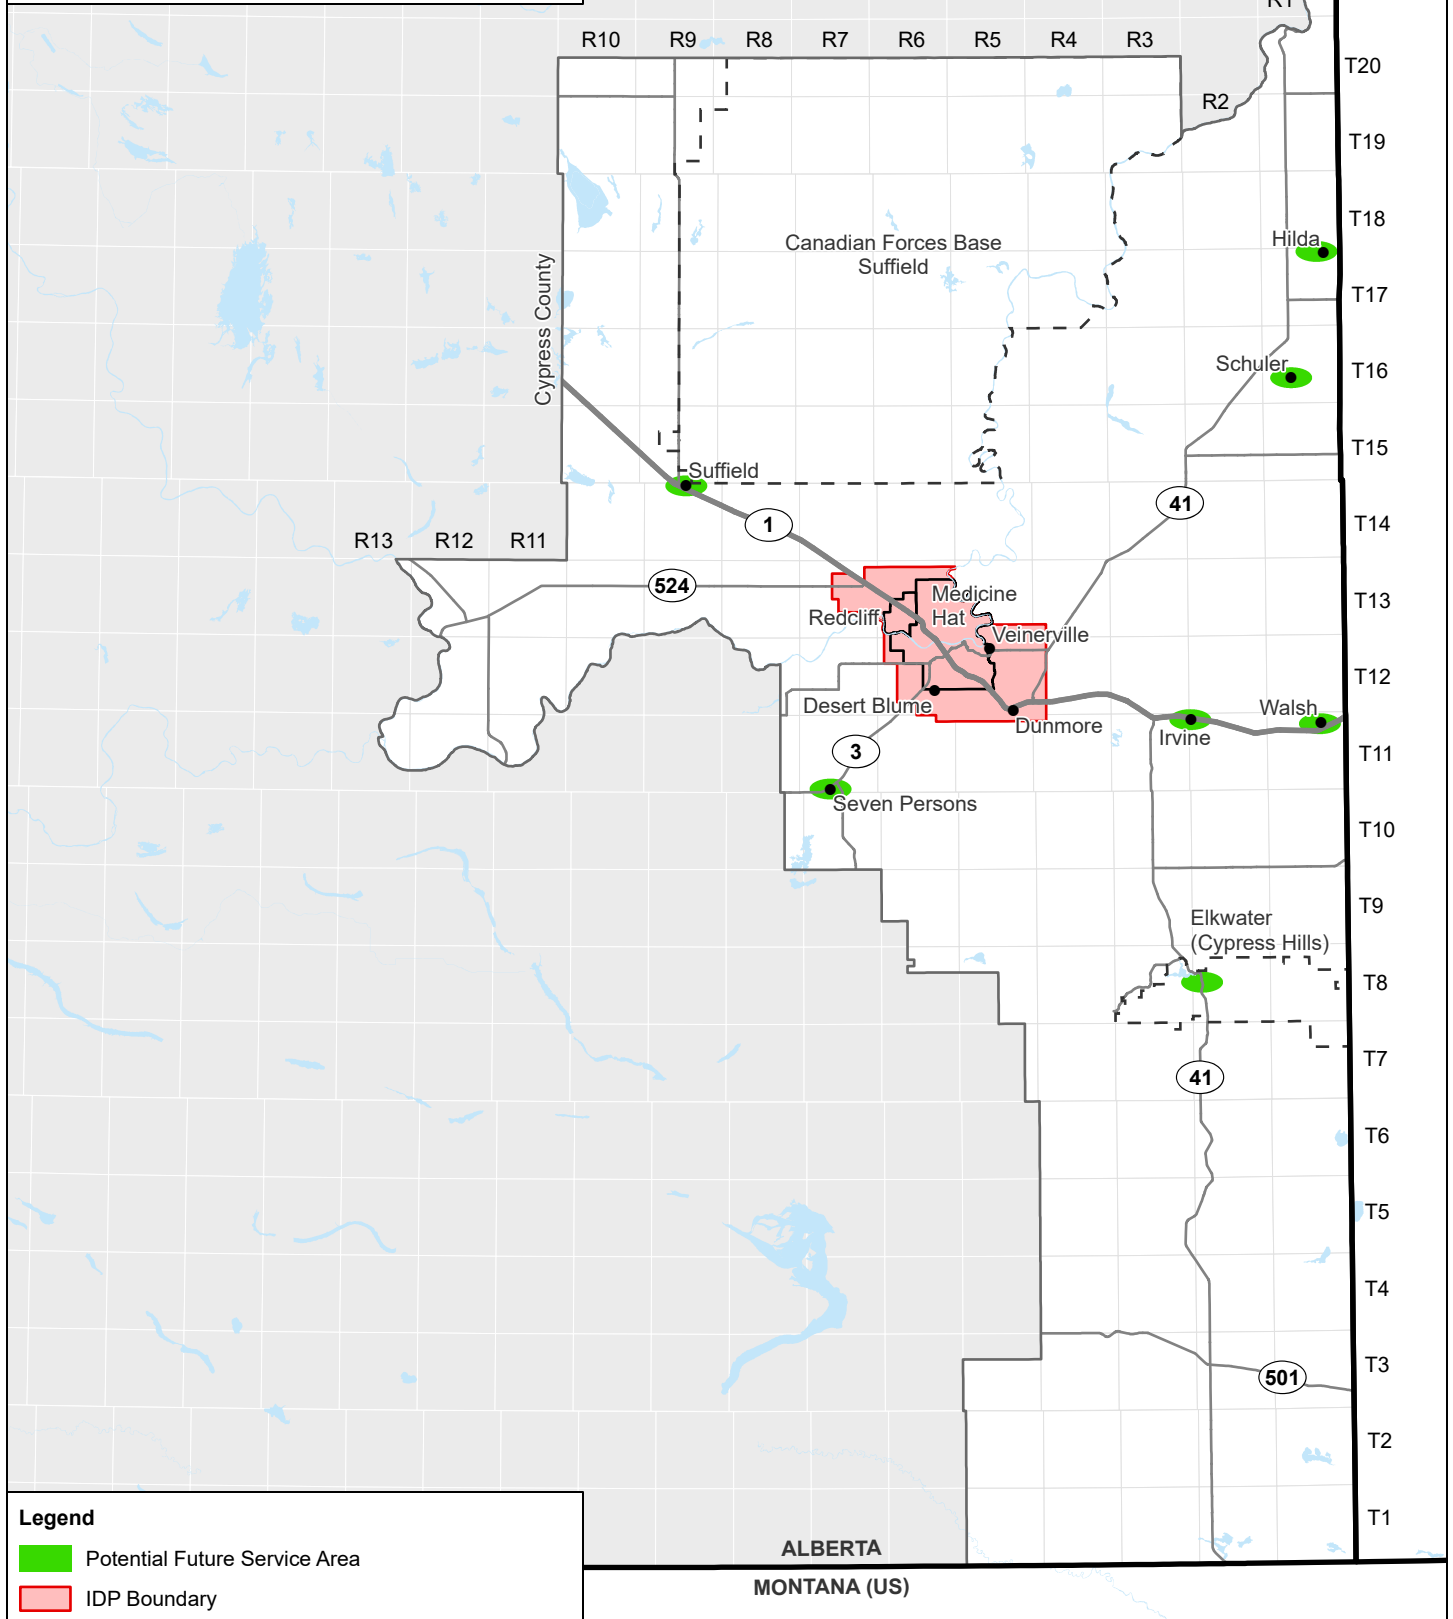 R1
R10
R9
R8
R7
R6
R5
R4
R3
T20
R2
T19
T18
Hilda
Canadian Forces Base
Suffield
Cypress County
T17
Schuler
T16
T15
Suffield
41
1
T14
R13
R12
R11
524
Medicine
Hat
T13
Redcliff
Veinerville
T12
Desert Blume
Walsh
Dunmore
Irvine
3
T11
Seven Persons
T10
T9
Elkwater
(Cypress Hills)
T8
T7
41
T6
T5
T4
T3
501
T2
Legend
T1
Potential Future Service Area
ALBERTA
MONTANA (US)
IDP Boundary